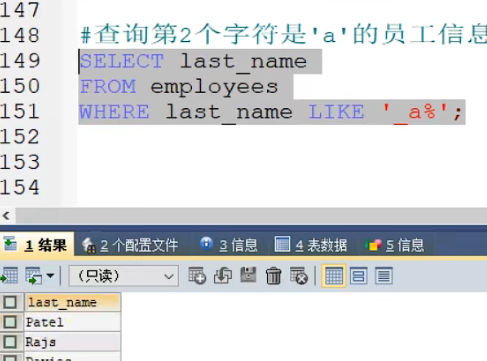 147
148 #查询第2个字符是'a'的员工信息
149 SELECT last_name
150 FROM employees
151 WHERE last_name LIKE '_a%';
152
153
154
1 结果 2 个配置文件 3 信息 4 表数据 5 信息
(只读)
last_name
Patel
Rajs